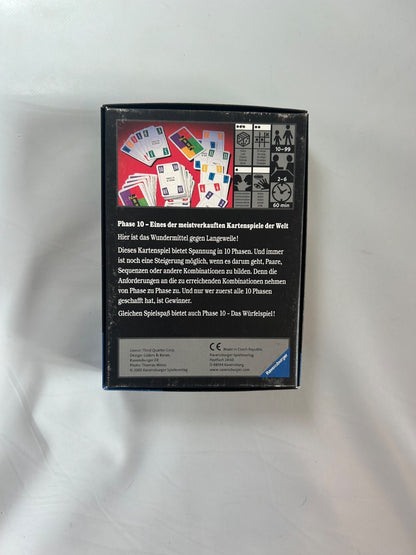 10–99
2–6
60 min
Phase 10 – Eines der meistverkauften Kartenspiele der Welt
Hier ist das Wundermittel gegen Langeweile!
Dieses Kartenspiel bietet Spannung in 10 Phasen. Und immer
ist noch eine Steigerung möglich, wenn es darum geht, Paare,
Sequenzen oder andere Kombinationen zu bilden. Denn die
Anforderungen an die zu erreichenden Kombinationen nehmen
von Phase zu Phase zu. Und nur wer zuerst alle 10 Phasen
geschafft hat, ist Gewinner.
Gleichen Spielspaß bietet auch Phase 10 – Das Würfelspiel!
Ravensburger Spieleverlag
CE Made in Czech Republic
Ravensburger Spieleverlag
D-88194 Ravensburg
www.ravensburger.com
Ravensburger